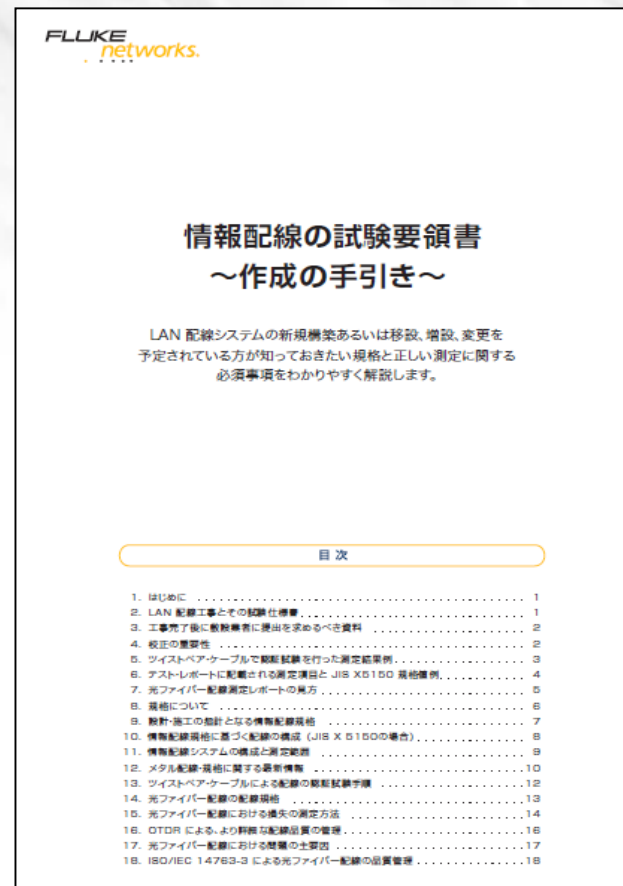 FLUKE
networks.
情報配線の試験要領書
～作成の手引き～
LAN 配線システムの新規構築あるいは移設、増設、変更を
予定されている方が知っておきたい規格と正しい測定に関する
必須事項をわかりやすく解説します。
目 次
1. はじめに ........ 1
2. LAN 配線工事とその試験仕様書 ........ 1
3. 工事完了後に敷設業者に提出を求めるべき資料 ........ 2
4. 校正の重要性 ........ 2
5. ツイストペア・ケーブルで認証試験を行った測定結果例 ........ 3
6. テスト・レポートに記載される測定項目と JIS X5150 規格値例 ........ 4
7. 光ファイバー配線測定レポートの見方 ........ 5
8. 規格について ........ 6
9. 設計・施工の指針となる情報配線規格 ........ 7
10. 情報配線規格に基づく配線の構成 (JIS X 5150の場合) ........ 8
11. 情報配線システムの構成と測定範囲 ........ 9
12. メタル配線・規格に関する最新情報 ........ 10
13. ツイストペア・ケーブルによる配線の認証試験手順 ........ 12
14. 光ファイバー配線の配線規格 ........ 13
15. 光ファイバー配線における損失の測定方法 ........ 14
16. OTDR による、より詳細な配線品質の管理 ........ 16
17. 光ファイバー配線における問題の主要因 ........ 17
18. ISO/IEC 14763-3 による光ファイバー配線の品質管理 ........ 18